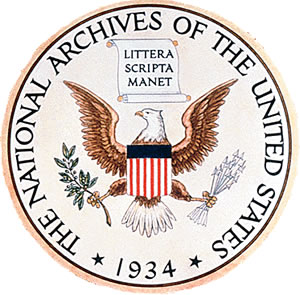 THE NATIONAL ARCHIVES OF THE UNITED STATES
LITTERA
SCRIPTA
MANET
★ 1934 ★